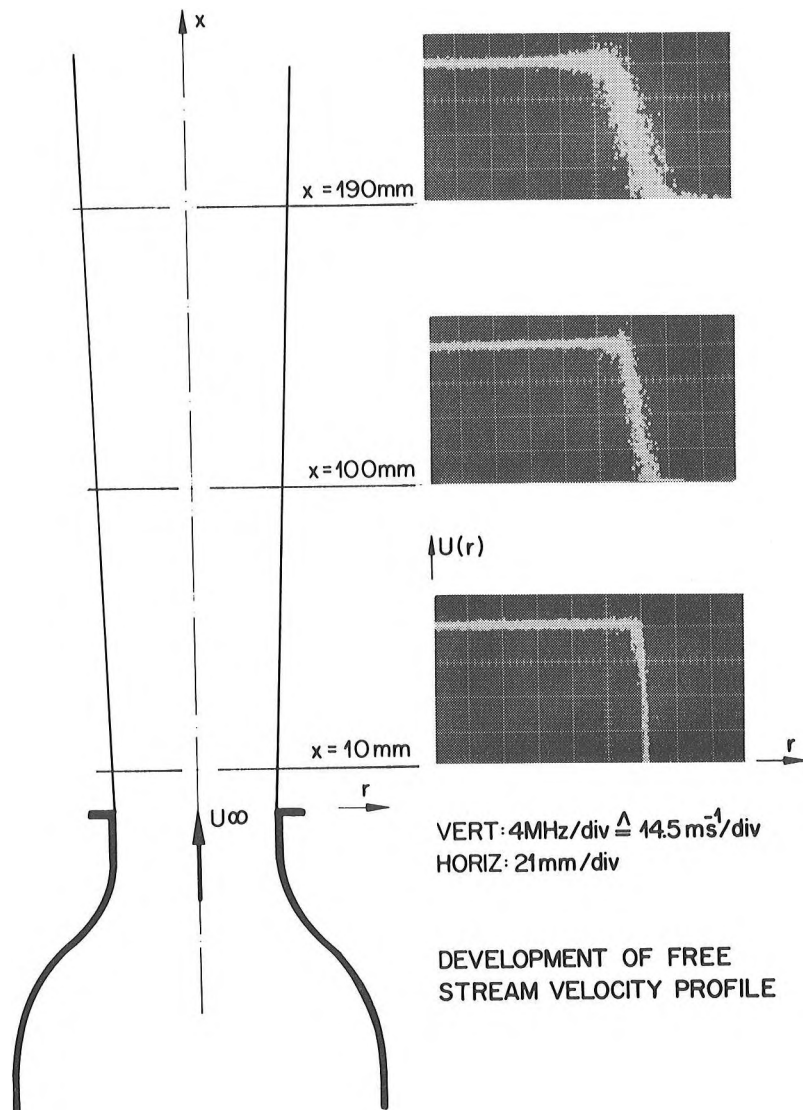 x
x = 190mm
x = 100mm
U(r)
x = 10mm
r
r
U∞
VERT: 4MHz/div ≙ 14.5 ms⁻¹/div
HORIZ: 21mm/div
DEVELOPMENT OF FREE
STREAM VELOCITY PROFILE